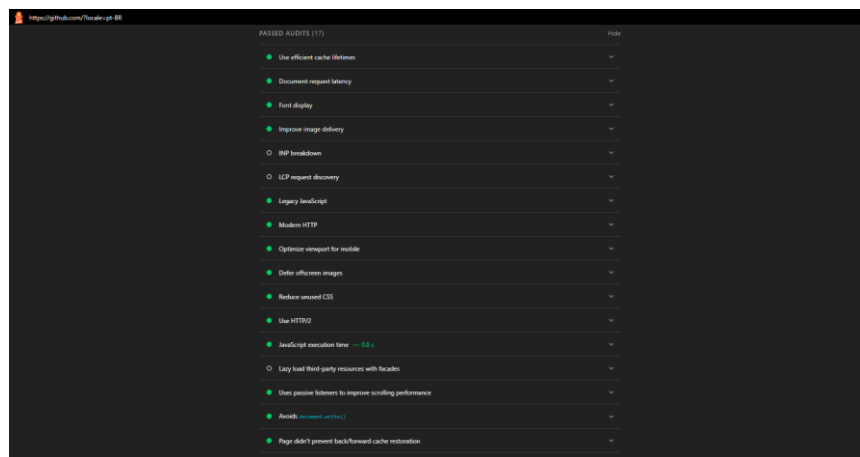 https://github.com/?locale=pt-BR
PASSED AUDITS (17) Hide
Use efficient cache lifetimes
Document request latency
Font display
Improve image delivery
INP breakdown
LCP request discovery
Legacy JavaScript
Modern HTTP
Optimize viewport for mobile
Defer offscreen images
Reduce unused CSS
Use HTTP/2
JavaScript execution time — 0.8 s
Lazy load third-party resources with facades
Uses passive listeners to improve scrolling performance
Avoids document.write()
Page didn't prevent back/forward cache restoration